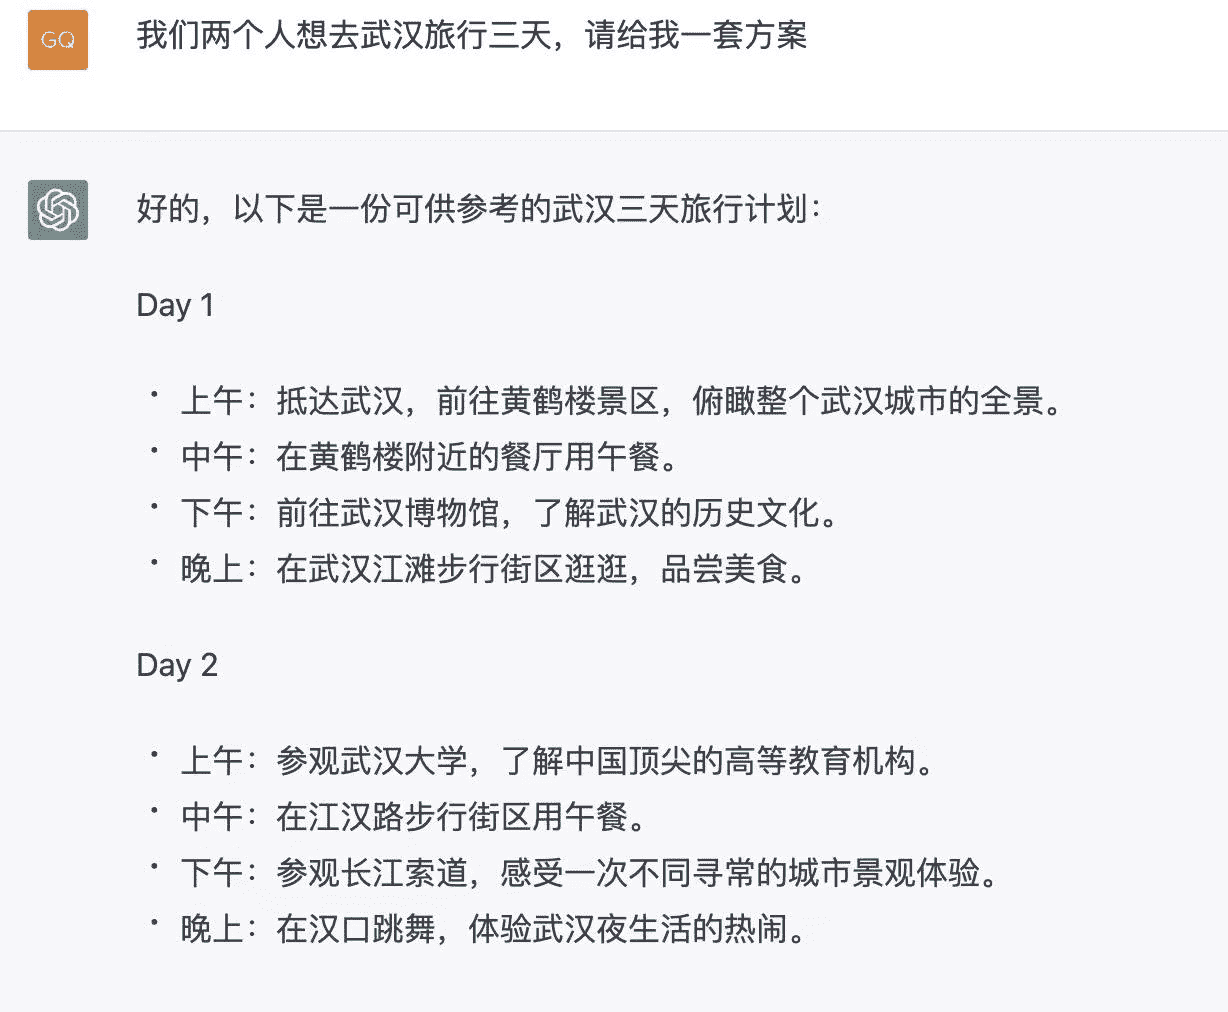 GQ
我们两个人想去武汉旅行三天，请给我一套方案
好的，以下是一份可供参考的武汉三天旅行计划：
Day 1
• 上午：抵达武汉，前往黄鹤楼景区，俯瞰整个武汉城市的全景。
• 中午：在黄鹤楼附近的餐厅用午餐。
• 下午：前往武汉博物馆，了解武汉的历史文化。
• 晚上：在武汉江滩步行街区逛逛，品尝美食。
Day 2
• 上午：参观武汉大学，了解中国顶尖的高等教育机构。
• 中午：在江汉路步行街区用午餐。
• 下午：参观长江索道，感受一次不同寻常的城市景观体验。
• 晚上：在汉口跳舞，体验武汉夜生活的热闹。